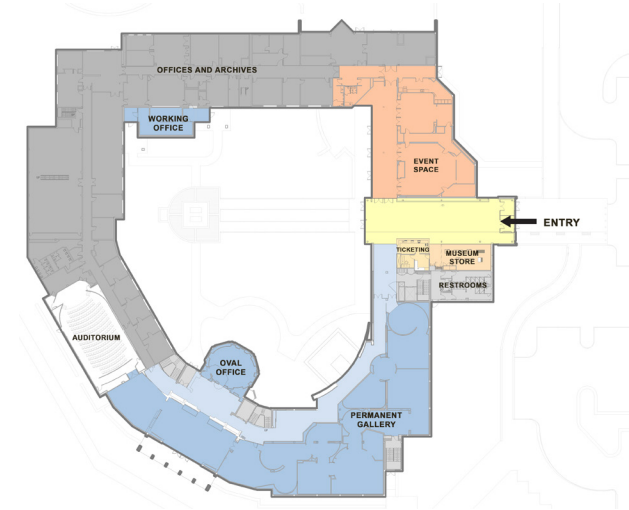 OFFICES AND ARCHIVES
WORKING
OFFICE
EVENT
SPACE
ENTRY
TICKETING
MUSEUM
STORE
RESTROOMS
AUDITORIUM
OVAL
OFFICE
PERMANENT
GALLERY